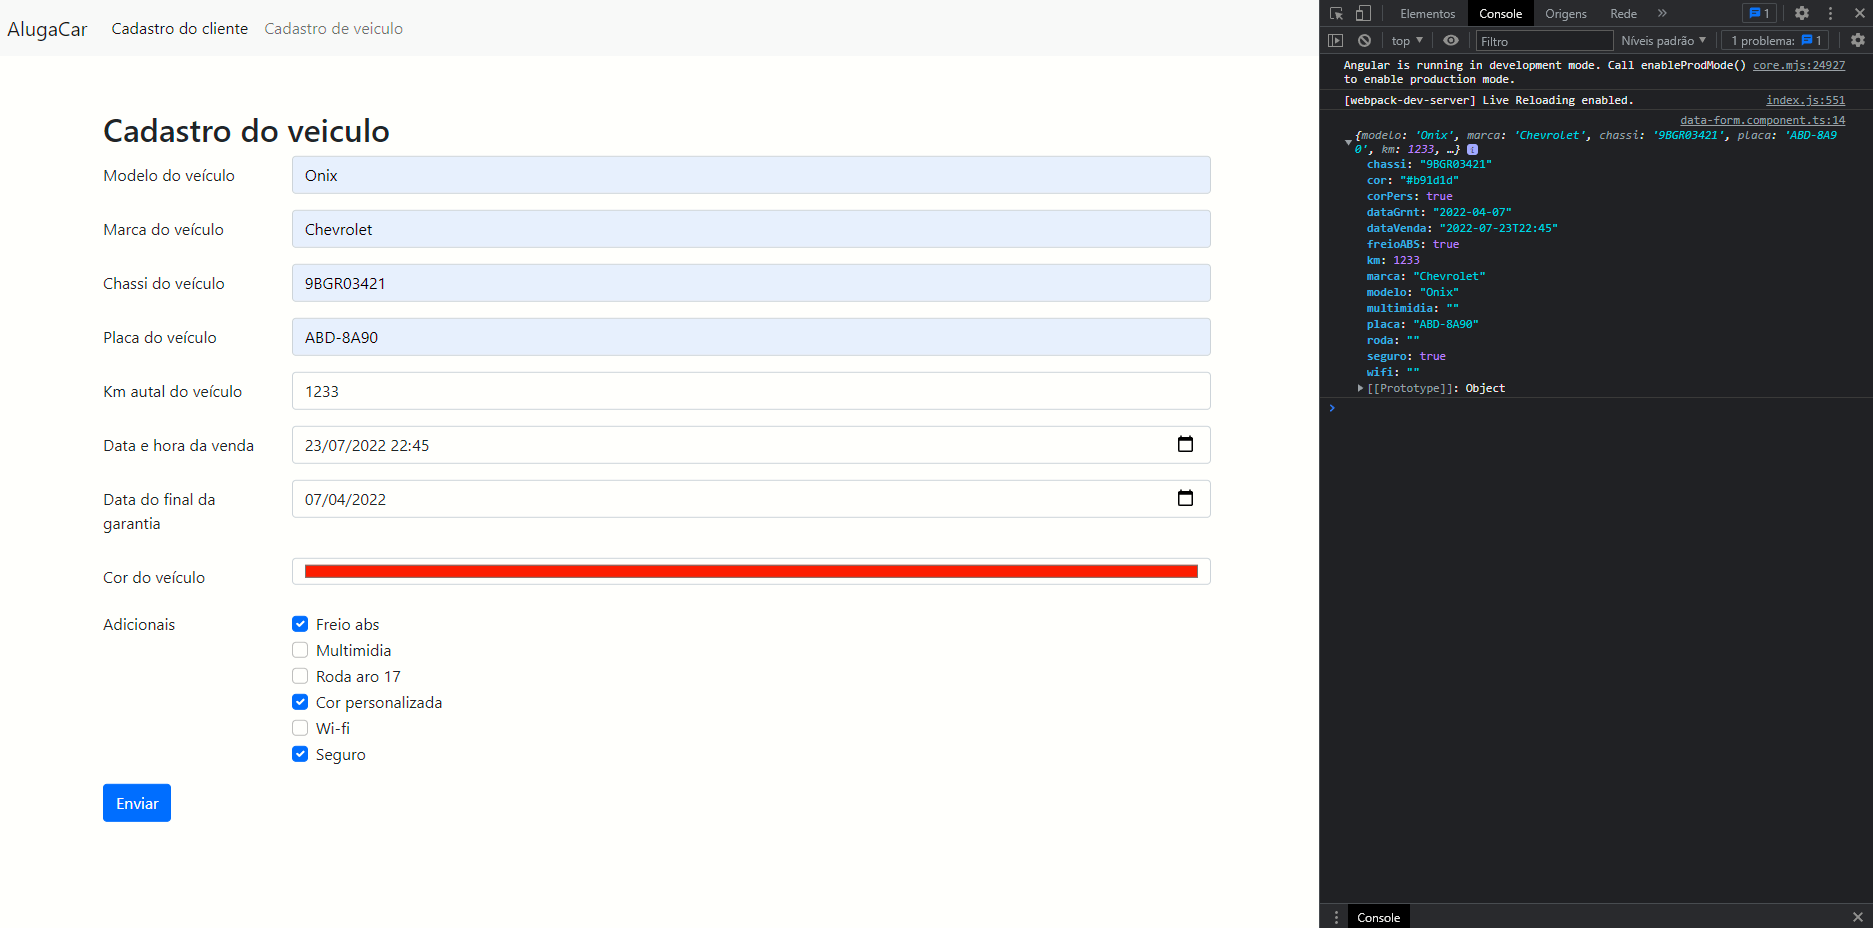 AlugaCar Cadastro do cliente Cadastro de veiculo
Cadastro do veiculo
Modelo do veículo Onix
Marca do veículo Chevrolet
Chassi do veículo 9BGR03421
Placa do veículo ABD-8A90
Km autal do veículo 1233
Data e hora da venda 23/07/2022 22:45
Data do final da
garantia 07/04/2022
Cor do veículo
Adicionais Freio abs
Multimidia
Roda aro 17
Cor personalizada
Wi-fi
Seguro
Enviar
Elementos Console Origens Rede » 1
top Filtro Níveis padrão 1 problema: 1
Angular is running in development mode. Call enableProdMode() core.mjs:24927
to enable production mode.
[webpack-dev-server] Live Reloading enabled. index.js:551
data-form.component.ts:14
{modelo: 'Onix', marca: 'Chevrolet', chassi: '9BGR03421', placa: 'ABD-8A9
0', km: 1233, …} i
chassi: "9BGR03421"
cor: "#b91d1d"
corPers: true
dataGrnt: "2022-04-07"
dataVenda: "2022-07-23T22:45"
freioABS: true
km: 1233
marca: "Chevrolet"
modelo: "Onix"
multimidia: ""
placa: "ABD-8A90"
roda: ""
seguro: true
wifi: ""
[[Prototype]]: Object
Console